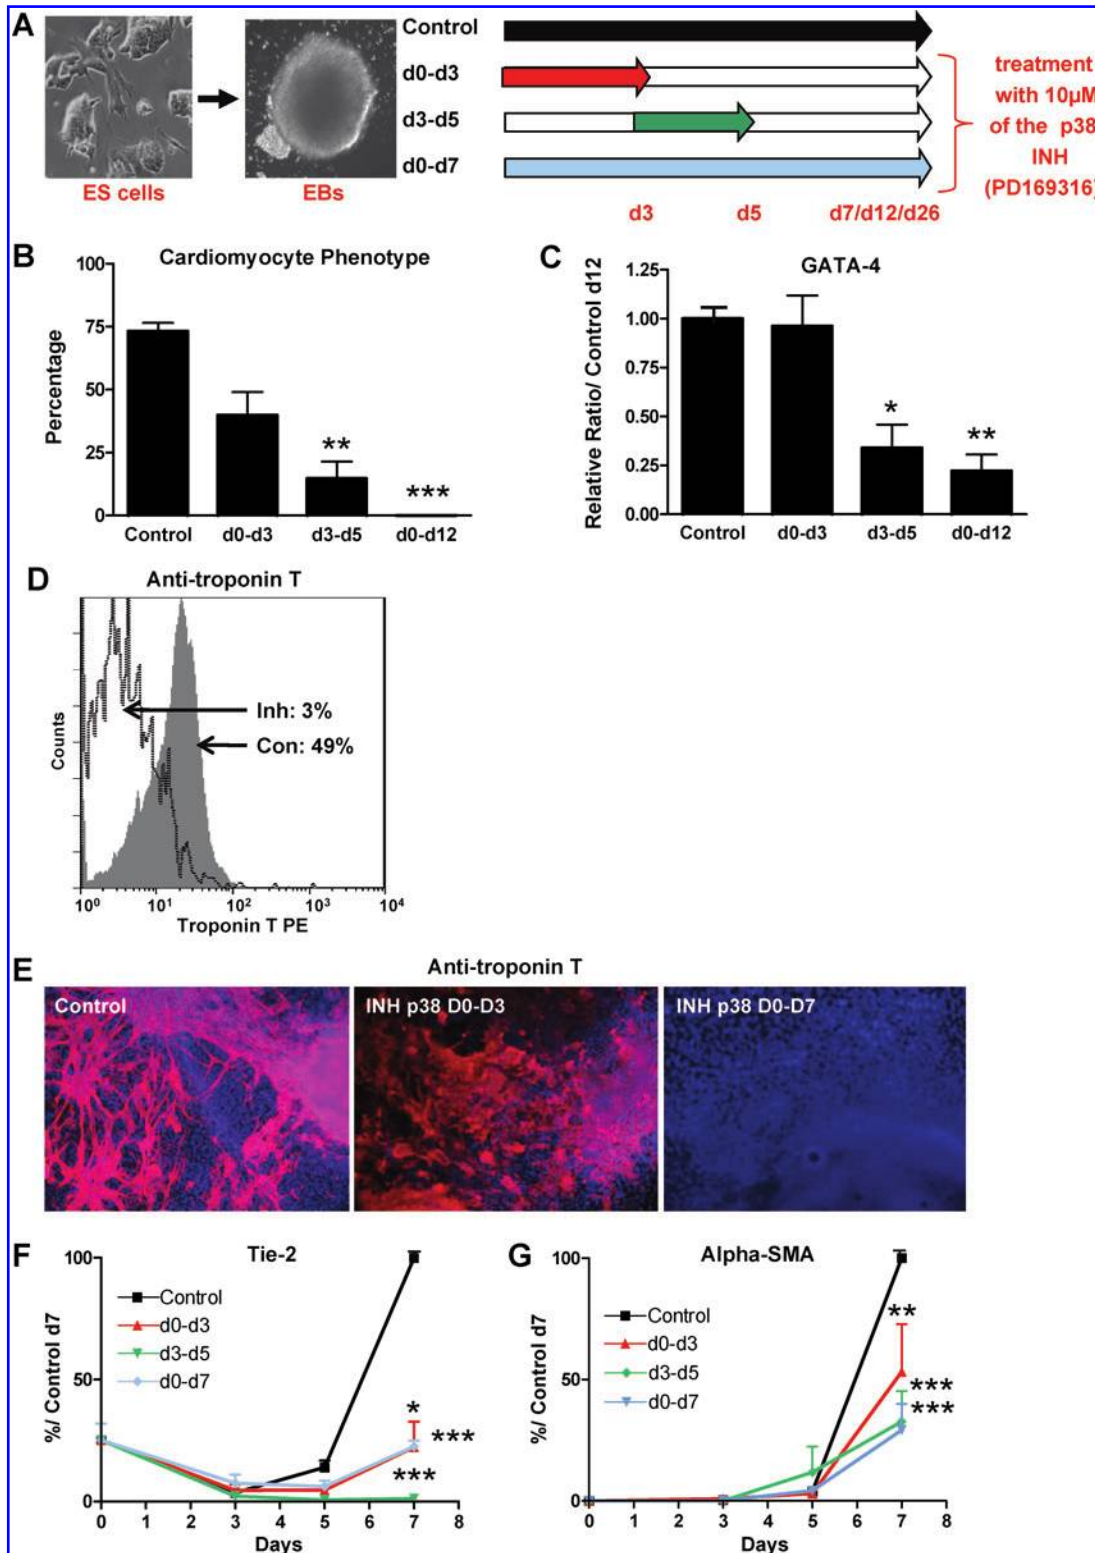 A
Control
d0-d3
d3-d5
d0-d7
ES cells
EBs
d3
d5
d7/d12/d26
treatment
with 10µM
of the p38
INH
(PD169316)
B
Cardiomyocyte Phenotype
Percentage
100
75
50
25
0
Control
d0-d3
d3-d5
d0-d12
**
***
C
GATA-4
Relative Ratio/ Control d12
1.25
1.00
0.75
0.50
0.25
0.00
Control
d0-d3
d3-d5
d0-d12
*
**
D
Anti-troponin T
Counts
Inh: 3%
Con: 49%
10⁰
10¹
10²
10³
10⁴
Troponin T PE
E
Anti-troponin T
Control
INH p38 D0-D3
INH p38 D0-D7
F
Tie-2
%/ Control d7
100
50
0
Control
d0-d3
d3-d5
d0-d7
*
***
***
0 1 2 3 4 5 6 7 8
Days
G
Alpha-SMA
%/ Control d7
100
50
0
Control
d0-d3
d3-d5
d0-d7
**
***
***
0 1 2 3 4 5 6 7 8
Days